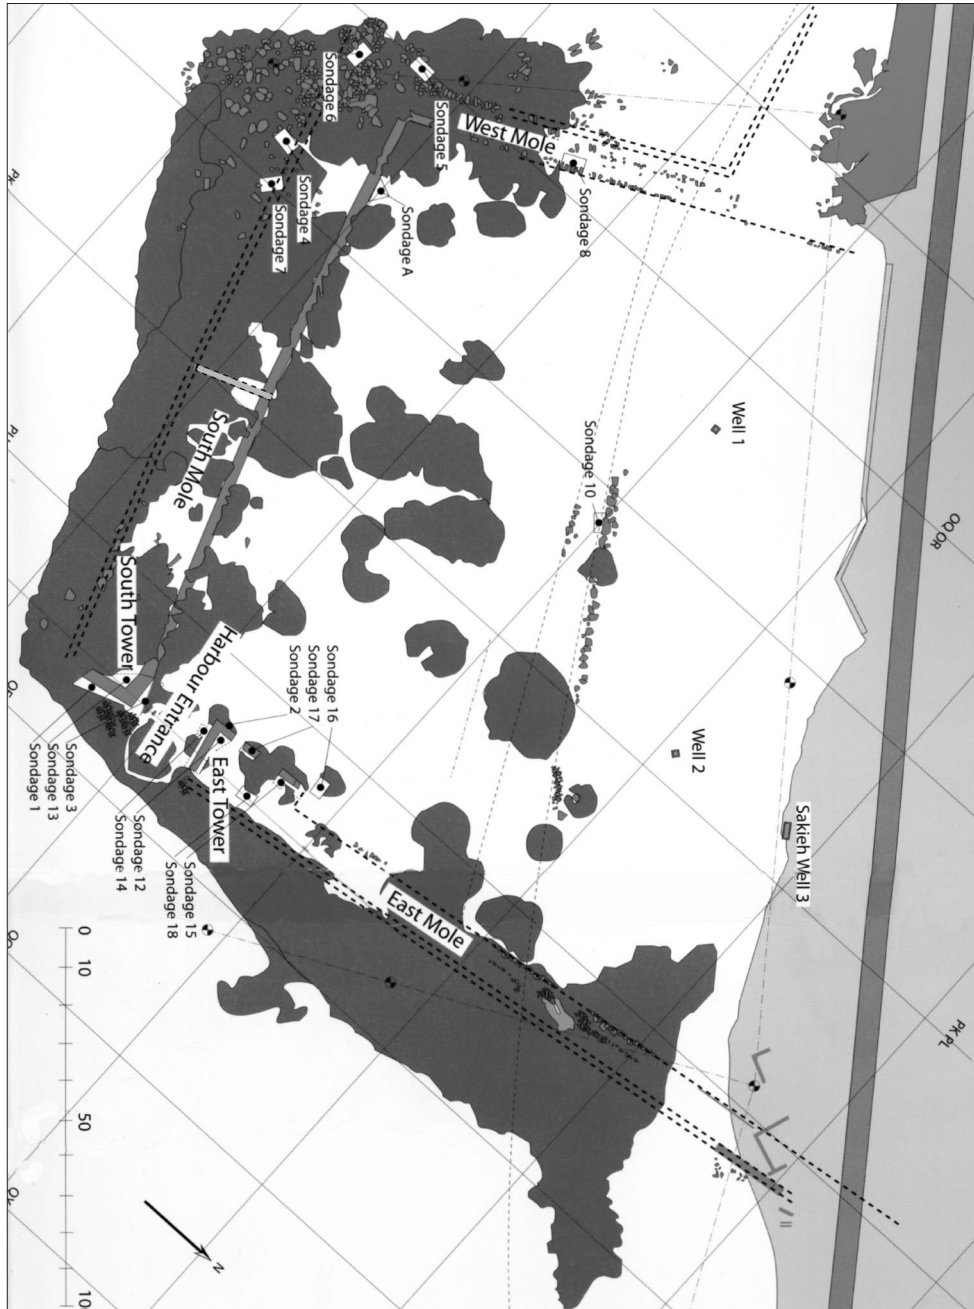 Sondage 6
Sondage 5
West Mole
Sondage 8
Sondage 4
Sondage 7
Sondage A
South Mole
Well 1
Sondage 10
OQ,OR
South Tower
Harbour Entrance
Sondage 16
Sondage 17
Sondage 2
Well 2
Sakieh Well 3
Sondage 3
Sondage 13
Sondage 1
East Tower
Sondage 12
Sondage 14
Sondage 15
Sondage 18
East Mole
PK PL
0
10
50
10
N